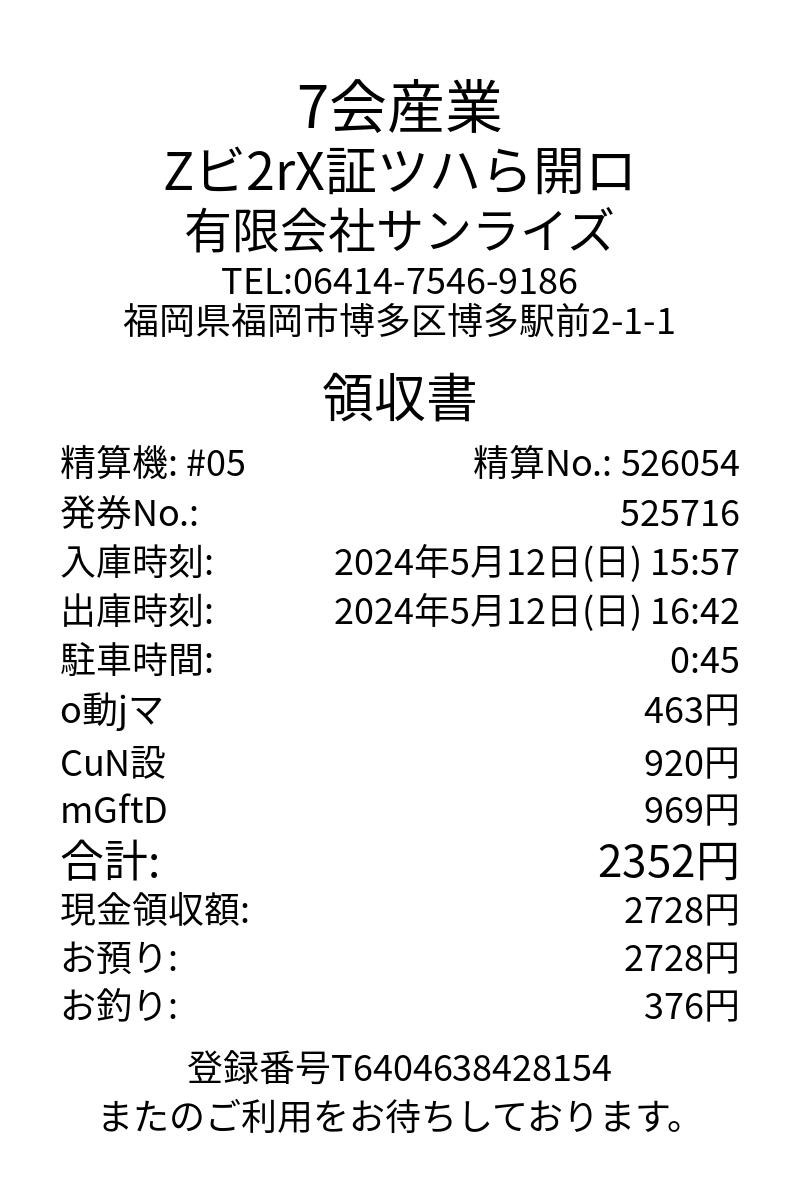 7会産業
Zビ2rX証ツハら開ロ
有限会社サンライズ
TEL:06414-7546-9186
福岡県福岡市博多区博多駅前2-1-1
領収書
精算機: #05 精算No.: 526054
発券No.: 525716
入庫時刻: 2024年5月12日(日) 15:57
出庫時刻: 2024年5月12日(日) 16:42
駐車時間: 0:45
o動jマ 463円
CuN設 920円
mGftD 969円
合計: 2352円
現金領収額: 2728円
お預り: 2728円
お釣り: 376円
登録番号T6404638428154
またのご利用をお待ちしております。